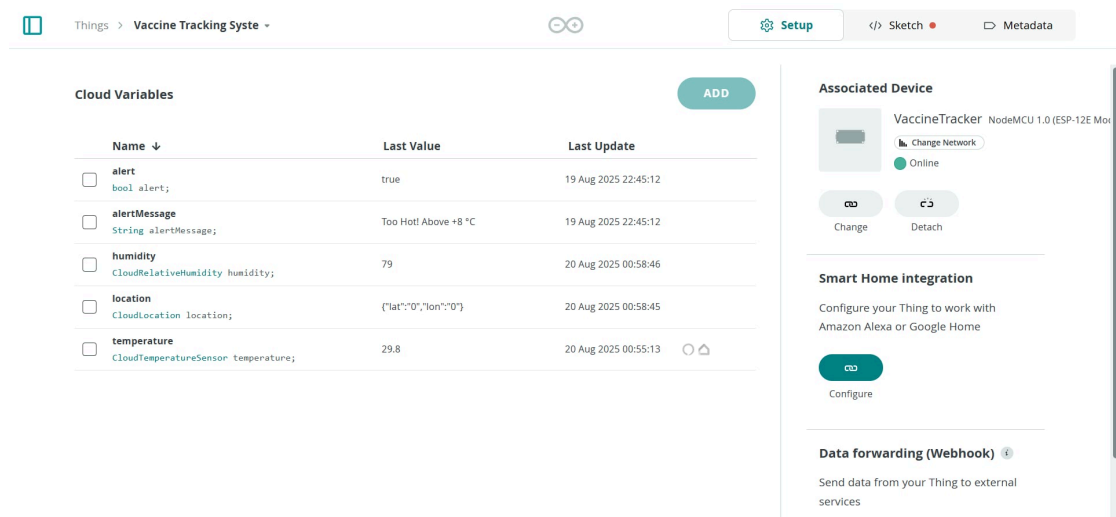 Things > Vaccine Tracking Syste
Setup
</> Sketch
Metadata
Cloud Variables
ADD
Name ↓ Last Value Last Update
alert
bool alert;
true
19 Aug 2025 22:45:12
alertMessage
String alertMessage;
Too Hot! Above +8 °C
19 Aug 2025 22:45:12
humidity
CloudRelativeHumidity humidity;
79
20 Aug 2025 00:58:46
location
CloudLocation location;
{"lat":"0","lon":"0"}
20 Aug 2025 00:58:45
temperature
CloudTemperatureSensor temperature;
29.8
20 Aug 2025 00:55:13
Associated Device
VaccineTracker NodeMCU 1.0 (ESP-12E Mo
Change Network
Online
Change
Detach
Smart Home integration
Configure your Thing to work with
Amazon Alexa or Google Home
Configure
Data forwarding (Webhook) i
Send data from your Thing to external
services